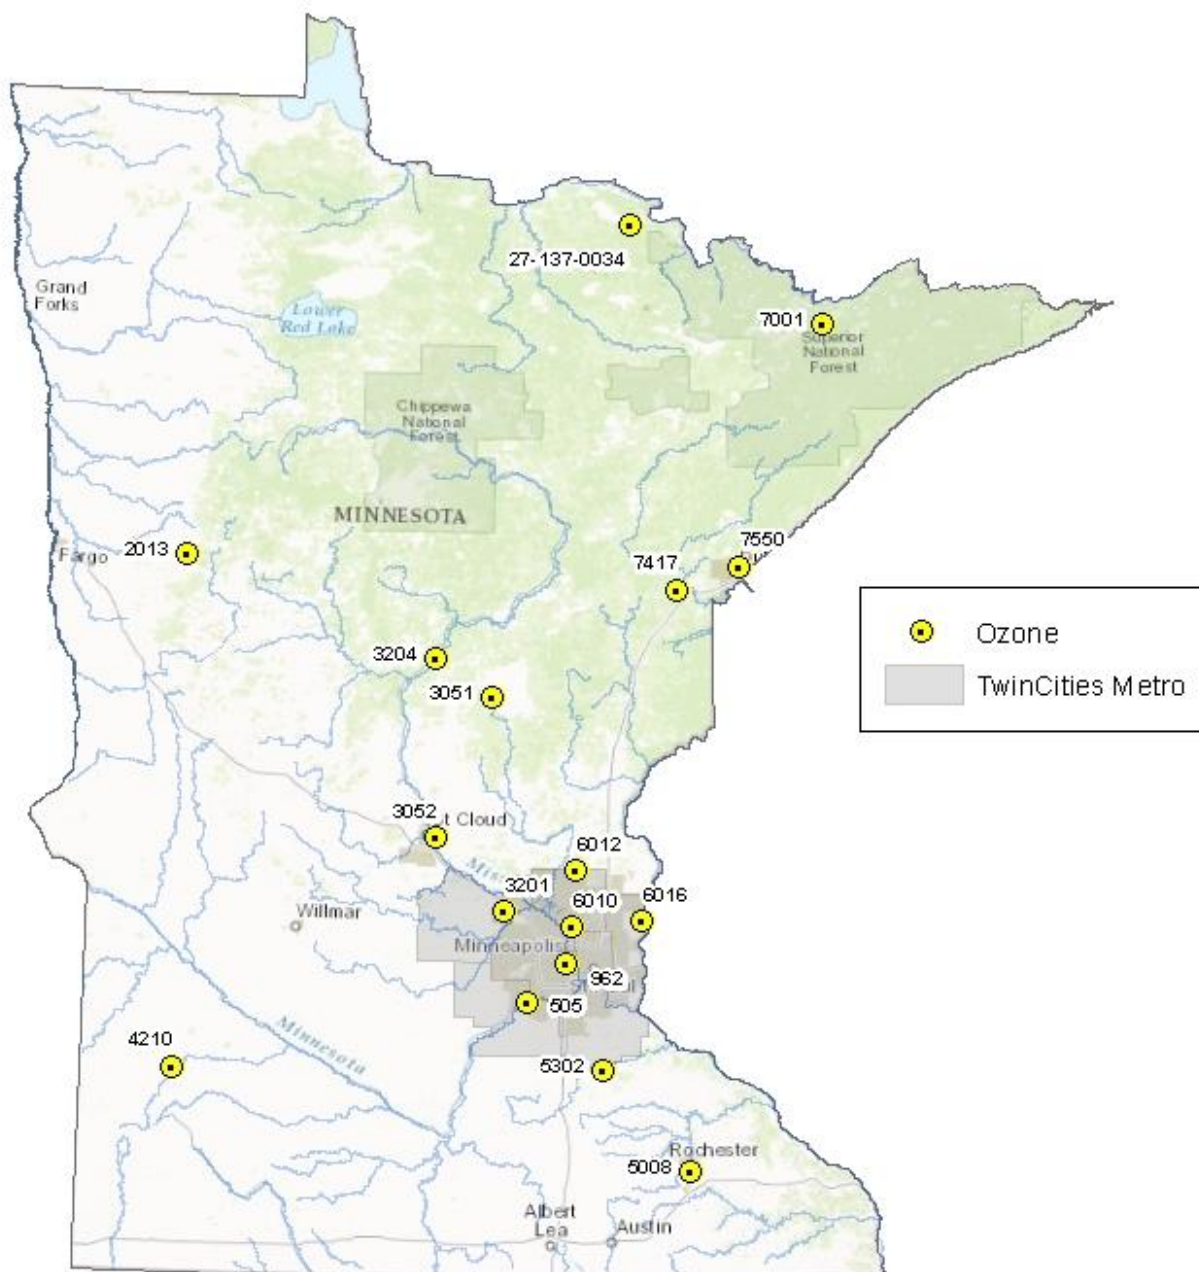 27-137-0034
Grand
Forks
Lower
Red Lake
7001
Superior
National
Forest
Chippewa
National
Forest
MINNESOTA
2013
Fargo
7550
7417
Ozone
3204
TwinCities Metro
3051
3052
t Cloud
6012
3201
6010
6016
Willmar
Minneapolis
962
505
Minnesota
4210
5302
Rochester
5008
Albert
Lea
Austin